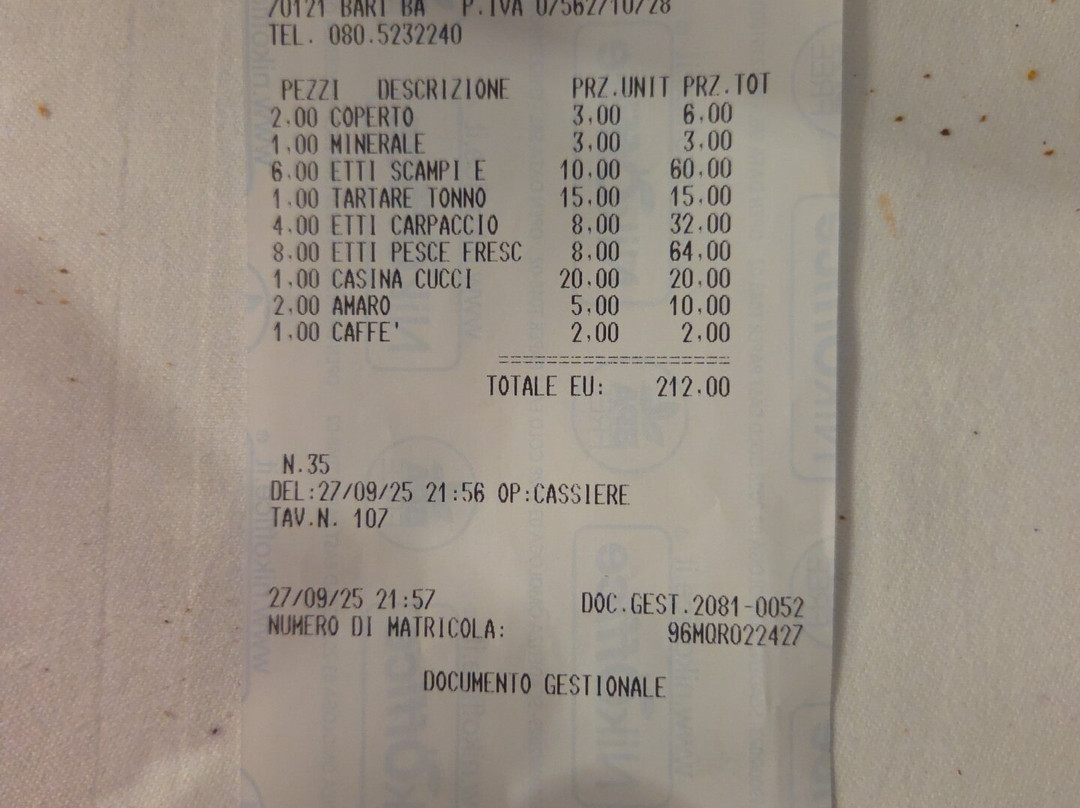 70121 BARI BA P.IVA 07562710728
TEL. 080.5232240
PEZZI DESCRIZIONE PRZ.UNIT PRZ.TOT
2.00 COPERTO 3,00 6.00
1.00 MINERALE 3,00 3.00
6.00 ETTI SCAMPI E 10.00 60.00
1.00 TARTARE TONNO 15.00 15.00
4.00 ETTI CARPACCIO 8,00 32.00
8.00 ETTI PESCE FRESC 8,00 64.00
1.00 CASINA CUCCI 20.00 20.00
2.00 AMARO 5,00 10.00
1.00 CAFFE' 2,00 2.00
====================
TOTALE EU: 212.00
N.35
DEL:27/09/25 21:56 OP:CASSIERE
TAV.N. 107
27/09/25 21:57 DOC.GEST.2081-0052
NUMERO DI MATRICOLA: 96MQR022427
DOCUMENTO GESTIONALE